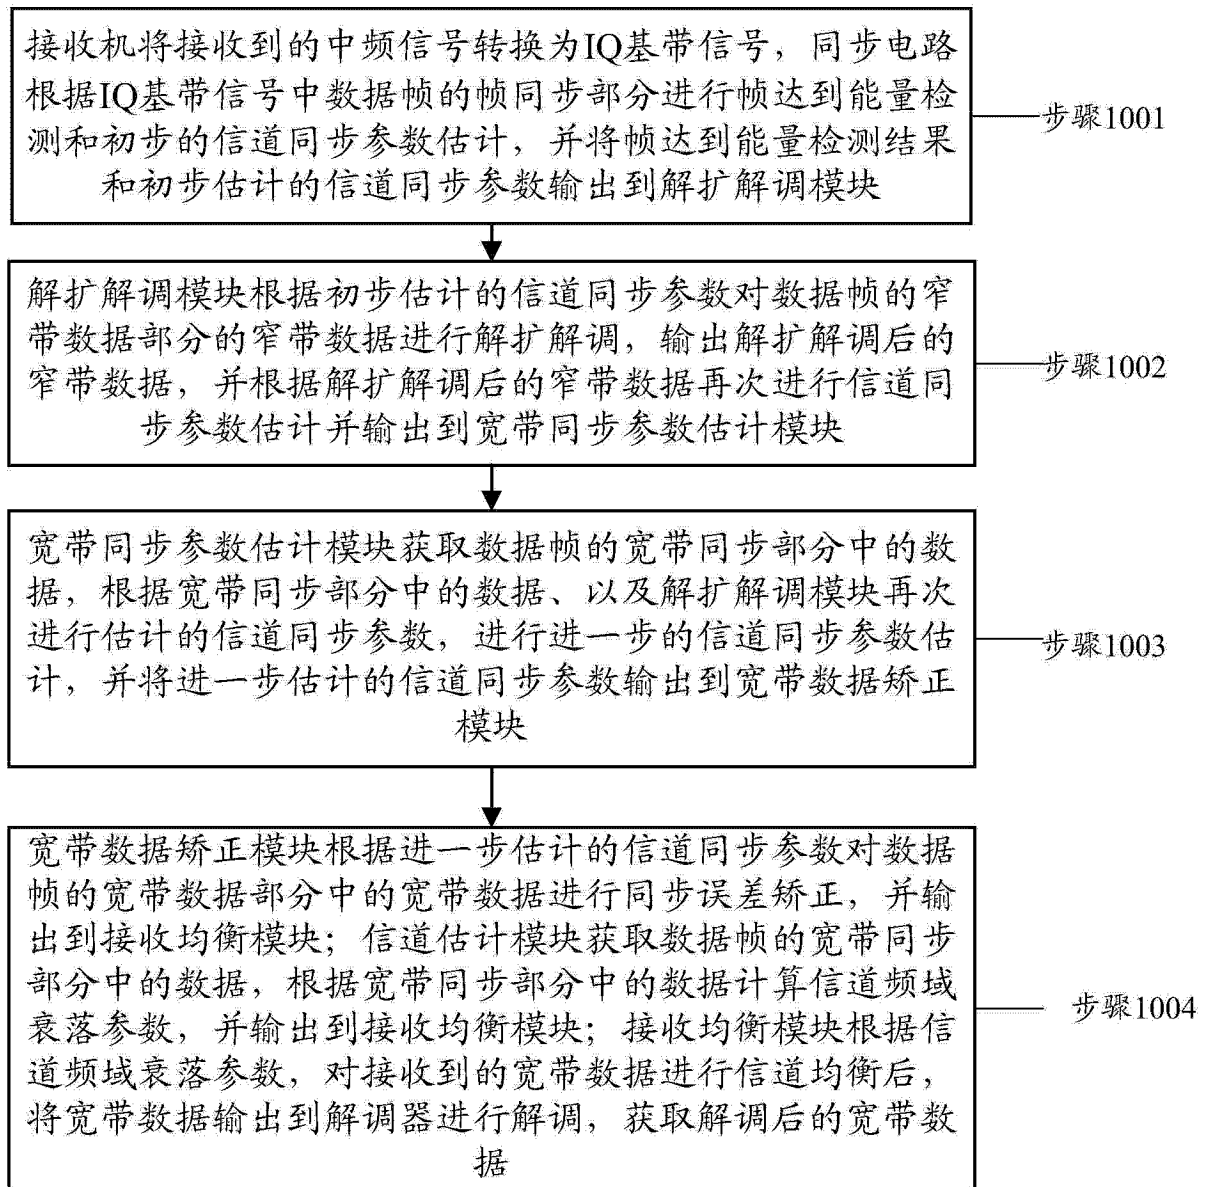 接收机将接收到的中频信号转换为IQ基带信号，同步电路
根据IQ基带信号中数据帧的帧同步部分进行帧达到能量检
测和初步的信道同步参数估计，并将帧达到能量检测结果
和初步估计的信道同步参数输出到解扩解调模块
步骤1001
解扩解调模块根据初步估计的信道同步参数对数据帧的窄
带数据部分的窄带数据进行解扩解调，输出解扩解调后的
窄带数据，并根据解扩解调后的窄带数据再次进行信道同
步参数估计并输出到宽带同步参数估计模块
步骤1002
宽带同步参数估计模块获取数据帧的宽带同步部分中的数
据，根据宽带同步部分中的数据、以及解扩解调模块再次
进行估计的信道同步参数，进行进一步的信道同步参数估
计，并将进一步估计的信道同步参数输出到宽带数据矫正
模块
步骤1003
宽带数据矫正模块根据进一步估计的信道同步参数对数据
帧的宽带数据部分中的宽带数据进行同步误差矫正，并输
出到接收均衡模块；信道估计模块获取数据帧的宽带同步
部分中的数据，根据宽带同步部分中的数据计算信道频域
衰落参数，并输出到接收均衡模块；接收均衡模块根据信
道频域衰落参数，对接收到的宽带数据进行信道均衡后，
将宽带数据输出到解调器进行解调，获取解调后的宽带数
据
步骤1004